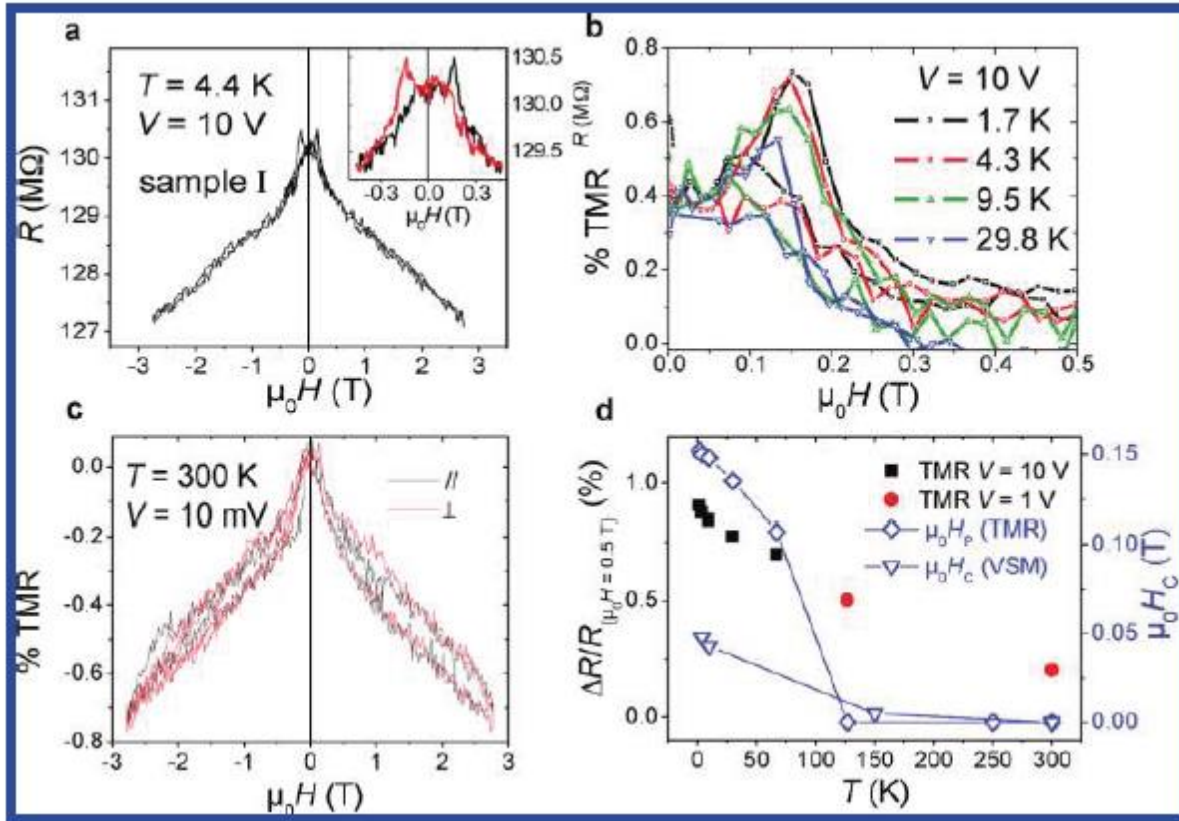 a
T = 4.4 K
V = 10 V
sample I
R (MΩ)
131
130
129
128
127
-3 -2 -1 0 1 2 3
μ₀H (T)
130.5
130.0
129.5
R (MΩ)
-0.3 0.0 0.3
μ₀H (T)
b
V = 10 V
1.7 K
4.3 K
9.5 K
29.8 K
% TMR
0.8
0.6
0.4
0.2
0.0
0.0 0.1 0.2 0.3 0.4 0.5
μ₀H (T)
c
T = 300 K
V = 10 mV
//
⊥
% TMR
0.0
-0.2
-0.4
-0.6
-0.8
-3 -2 -1 0 1 2 3
μ₀H (T)
d
TMR V = 10 V
TMR V = 1 V
μ₀Hₚ (TMR)
μ₀H_C (VSM)
ΔR/R (μ₀H = 0.5 T) (%)
1.0
0.5
0.0
0.15
0.10
0.05
0.00
μ₀H_C (T)
0 50 100 150 200 250 300
T (K)